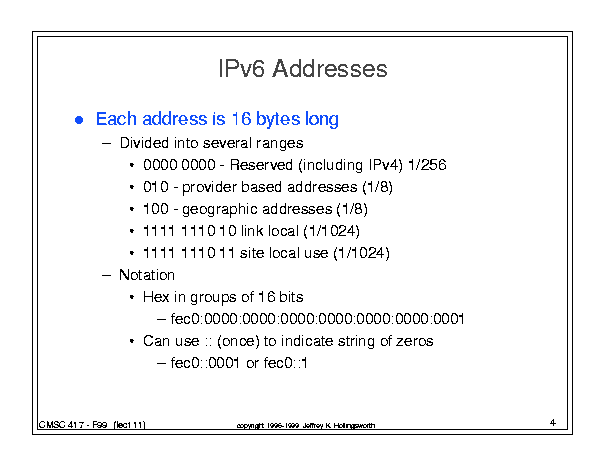 IPv6 Addresses
● Each address is 16 bytes long
– Divided into several ranges
• 0000 0000 - Reserved (including IPv4) 1/256
• 010 - provider based addresses (1/8)
• 100 - geographic addresses (1/8)
• 1111 1110 10 link local (1/1024)
• 1111 1110 11 site local use (1/1024)
– Notation
• Hex in groups of 16 bits
– fec0:0000:0000:0000:0000:0000:0000:0001
• Can use :: (once) to indicate string of zeros
– fec0::0001 or fec0::1
CMSC 417 - F99 (lect11)
copyright 1996-1999 Jeffrey K. Hollingsworth
4